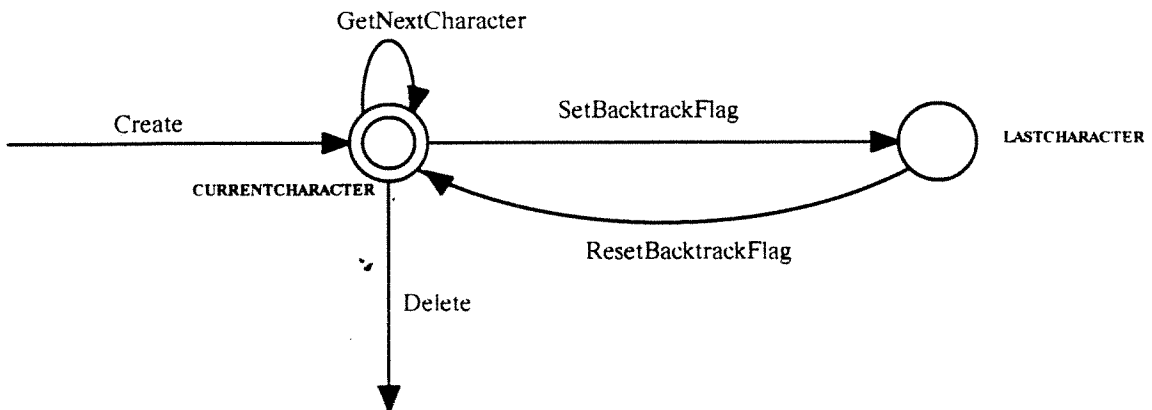 GetNextCharacter
Create
SetBacktrackFlag
LASTCHARACTER
CURRENTCHARACTER
ResetBacktrackFlag
Delete